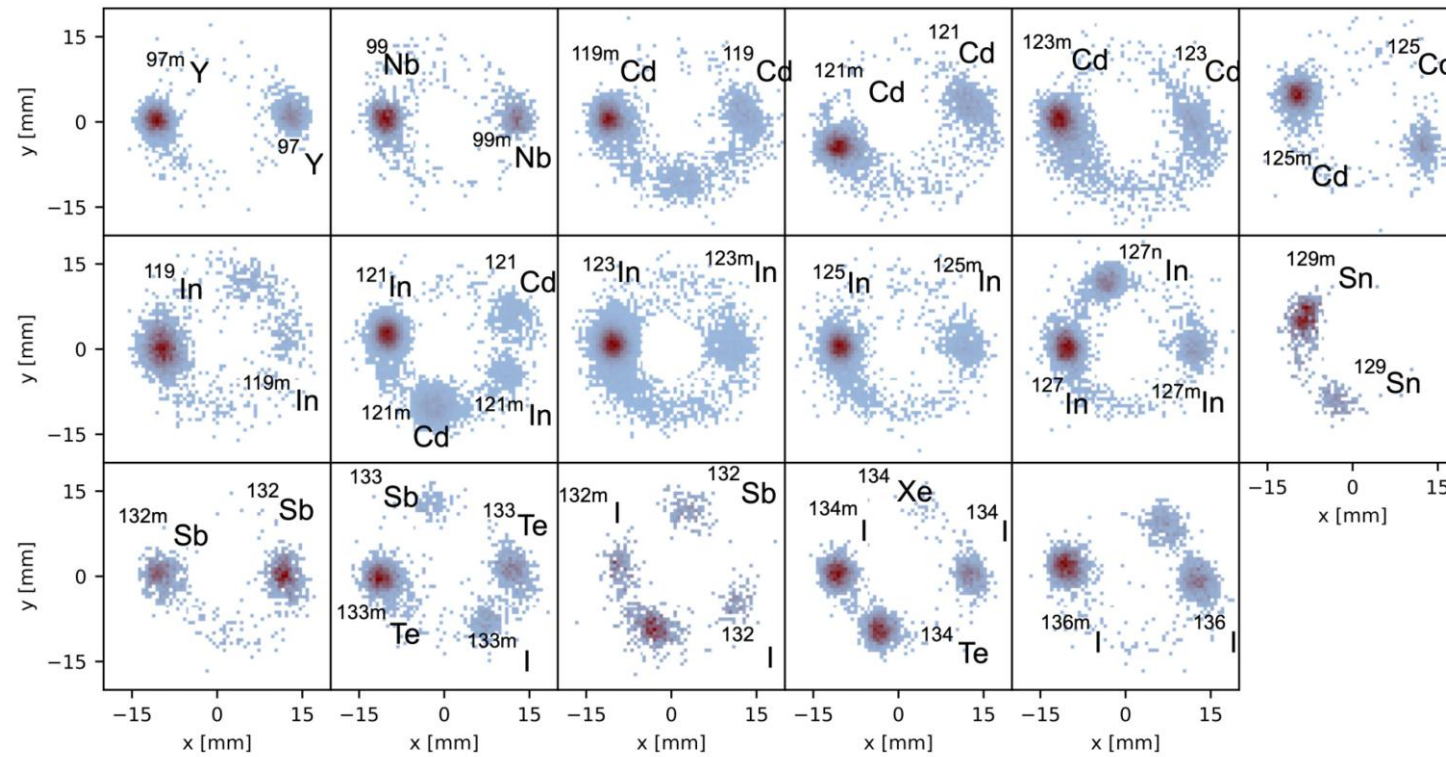 15
0
−15
y [mm]
97m Y
97 Y
99 Nb
99m Nb
119m Cd
119 Cd
121m Cd
121 Cd
123m Cd
123 Cd
125 Cd
125m Cd
15
0
−15
y [mm]
119 In
119m In
121 In
121 Cd
121m Cd
121m In
123 In
123m In
125 In
125m In
127n In
127 In
127m In
129m Sn
129 Sn
−15 0 15
x [mm]
15
0
−15
y [mm]
132m Sb
132 Sb
133 Sb
133 Te
133m Te
133m I
132m I
132 Sb
132 I
134 Xe
134m I
134 I
134 Te
136m I
136 I
−15 0 15 −15 0 15 −15 0 15 −15 0 15 −15 0 15
x [mm] x [mm] x [mm] x [mm] x [mm]